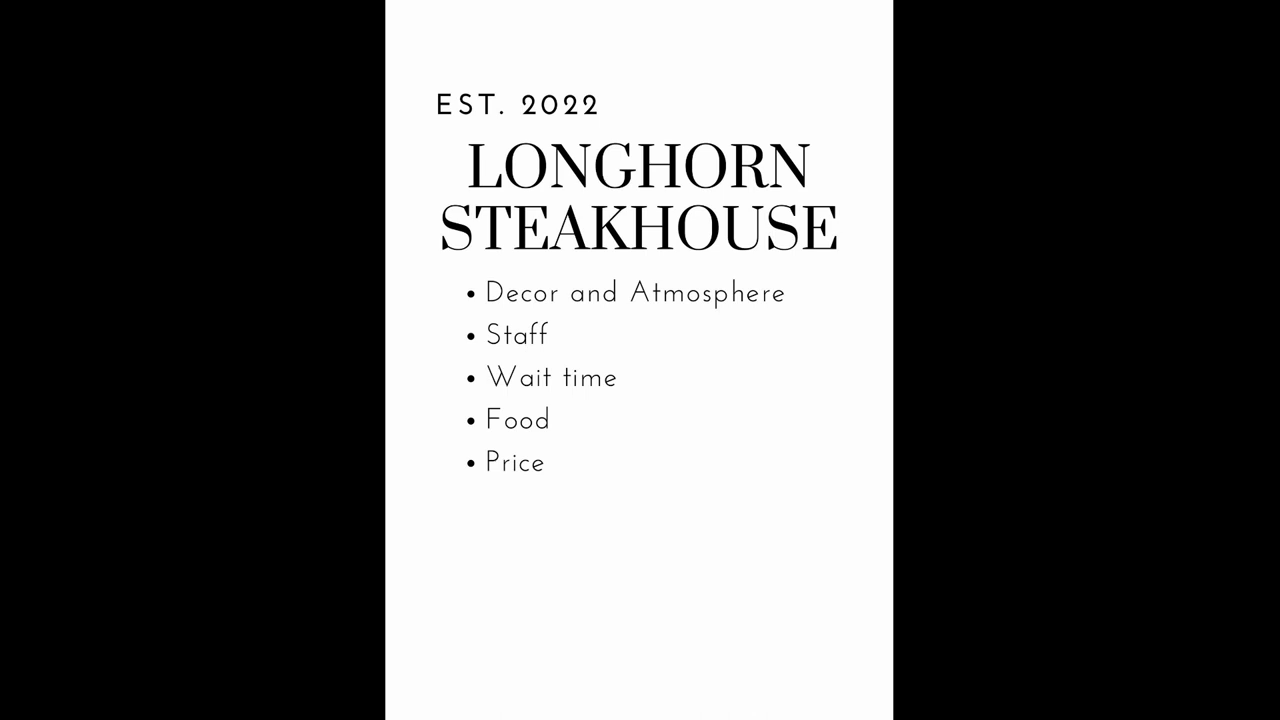 EST. 2022
LONGHORN
STEAKHOUSE
• Decor and Atmosphere
• Staff
• Wait time
• Food
• Price